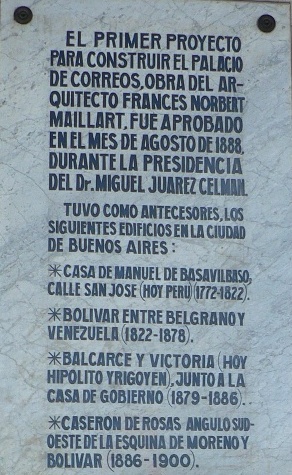 EL PRIMER PROYECTO
PARA CONSTRUIR EL PALACIO
DE CORREOS, OBRA DEL AR-
QUITECTO FRANCES NORBERT
MAILLART, FUE APROBADO
EN EL MES DE AGOSTO DE 1888,
DURANTE LA PRESIDENCIA
DEL Dr. MIGUEL JUAREZ CELMAN.
TUVO COMO ANTECESORES, LOS
SIGUIENTES EDIFICIOS EN LA CIUDAD
DE BUENOS AIRES:
*CASA DE MANUEL DE BASAVILBASO,
CALLE SAN JOSE (HOY PERU) (1772-1822).
*BOLIVAR ENTRE BELGRANO Y
VENEZUELA (1822-1878).
*BALCARCE Y VICTORIA (HOY
HIPOLITO YRIGOYEN), JUNTO A LA
CASA DE GOBIERNO (1879-1886).
*CASERON DE ROSAS ANGULO SUD-
OESTE DE LA ESQUINA DE MORENO Y
BOLIVAR (1886-1900).